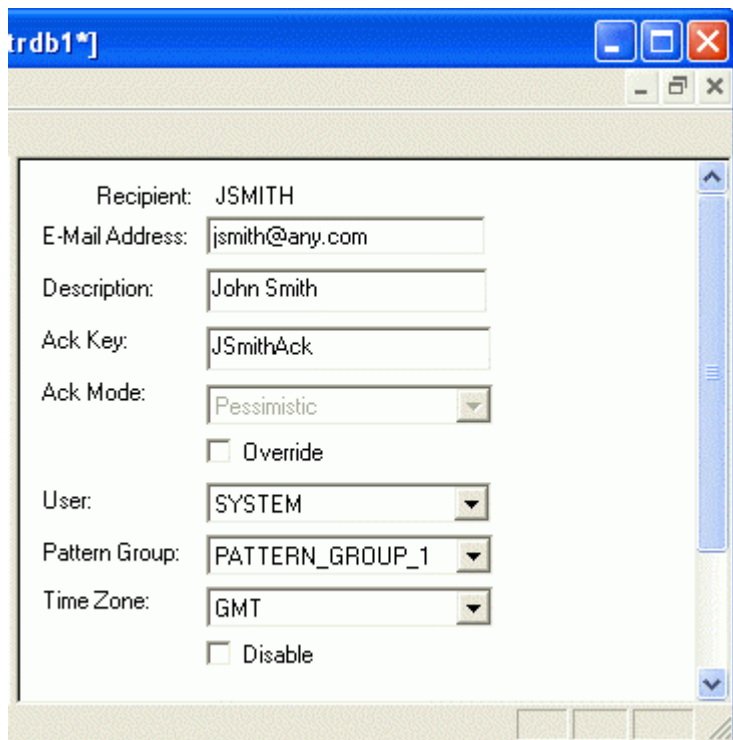 trdb1*]
Recipient: JSMITH
E-Mail Address: jsmith@any.com
Description: John Smith
Ack Key: JSmithAck
Ack Mode: Pessimistic
Override
User: SYSTEM
Pattern Group: PATTERN_GROUP_1
Time Zone: GMT
Disable